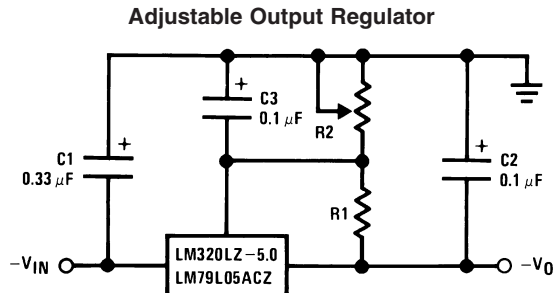 Adjustable Output Regulator
+
C3
0.1 μF
R2
+
C1
0.33 μF
+
C2
0.1 μF
R1
-VIN
LM320LZ-5.0
LM79L05ACZ
-VO